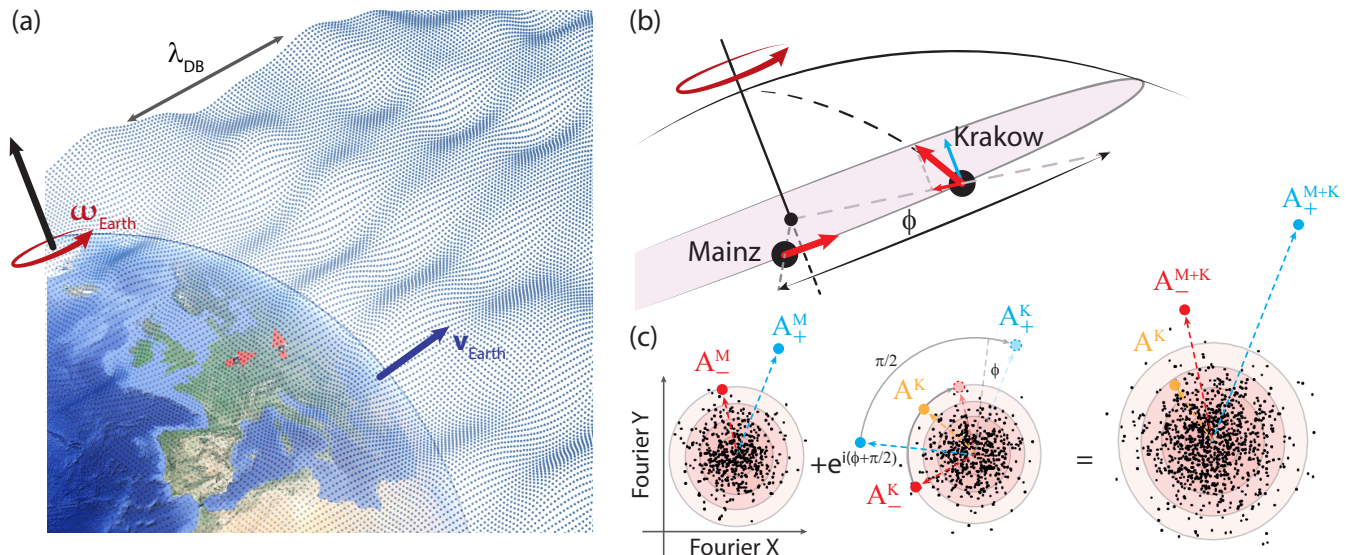 (a)
λ_DB
ω_Earth
v_Earth
(b)
Krakow
ϕ
Mainz
(c)
A_+^M
A_-^M
A_+^K
π/2
ϕ
A^K
+e^{i(ϕ+π/2)}·
A_-^K
=
A_+^{M+K}
A_-^{M+K}
A^K
Fourier Y
Fourier X